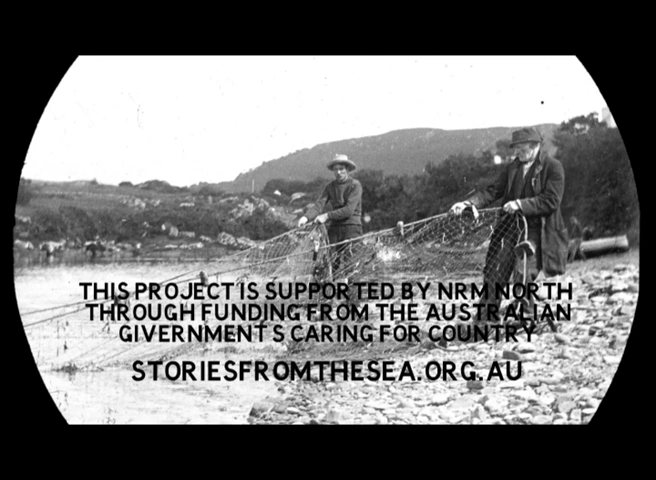 THIS PROJECT IS SUPPORTED BY NRM NORTH
THROUGH FUNDING FROM THE AUSTRALIAN
GIVERNMENT'S CARING FOR COUNTRY
STORIESFROMTHESEA.ORG.AU